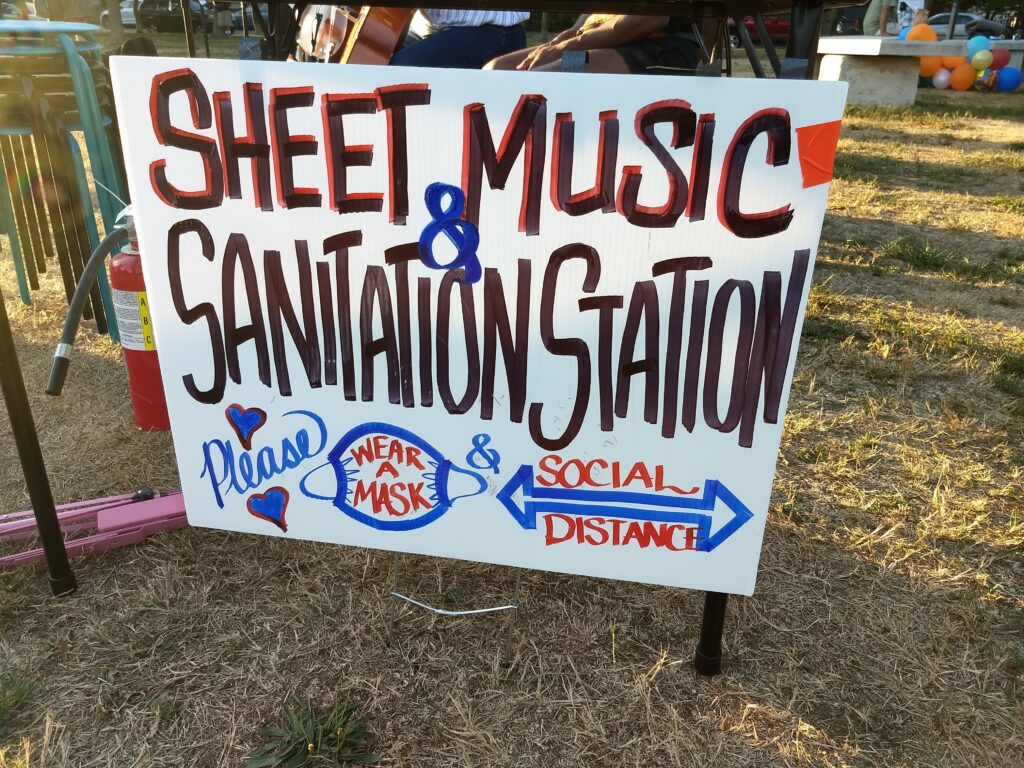 SHEET MUSIC
&
SANITATION STATION
Please
WEAR
A
MASK
&
SOCIAL
DISTANCE
A
B
C